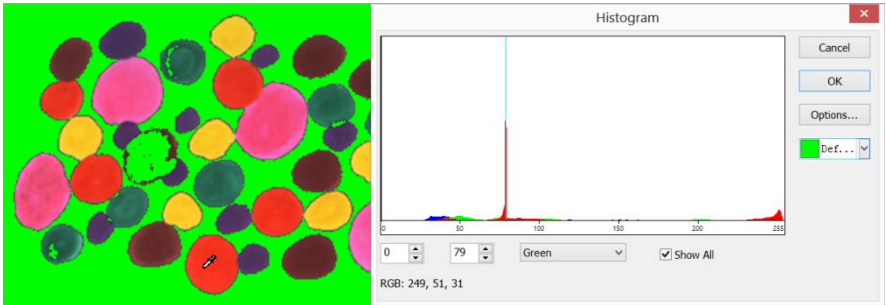 Histogram
Cancel
OK
Options...
Def...
0 50 100 150 200 255
0 79 Green Show All
RGB: 249, 51, 31